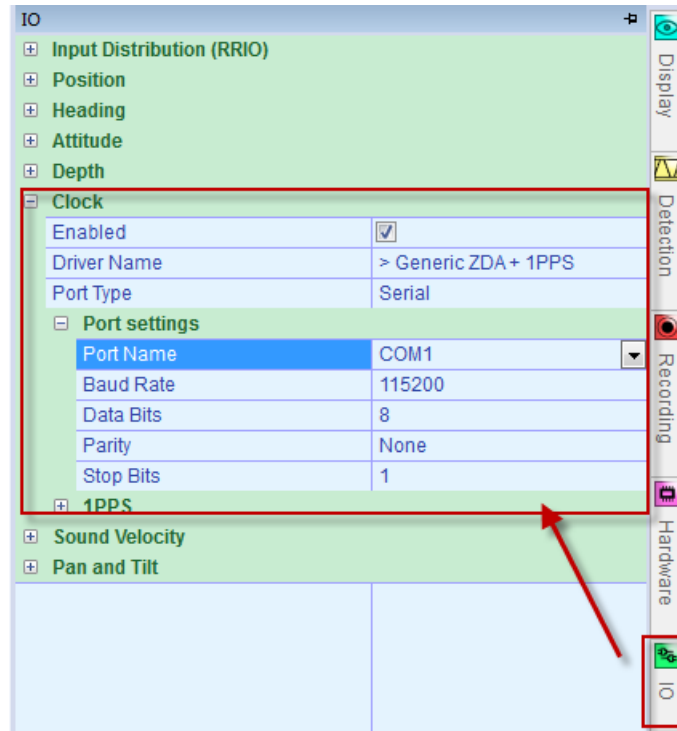 IO
Input Distribution (RRIO)
Position
Heading
Attitude
Depth
Clock
Enabled
Driver Name > Generic ZDA + 1PPS
Port Type Serial
Port settings
Port Name COM1
Baud Rate 115200
Data Bits 8
Parity None
Stop Bits 1
1PPS
Sound Velocity
Pan and Tilt
Display
Detection
Recording
Hardware
IO